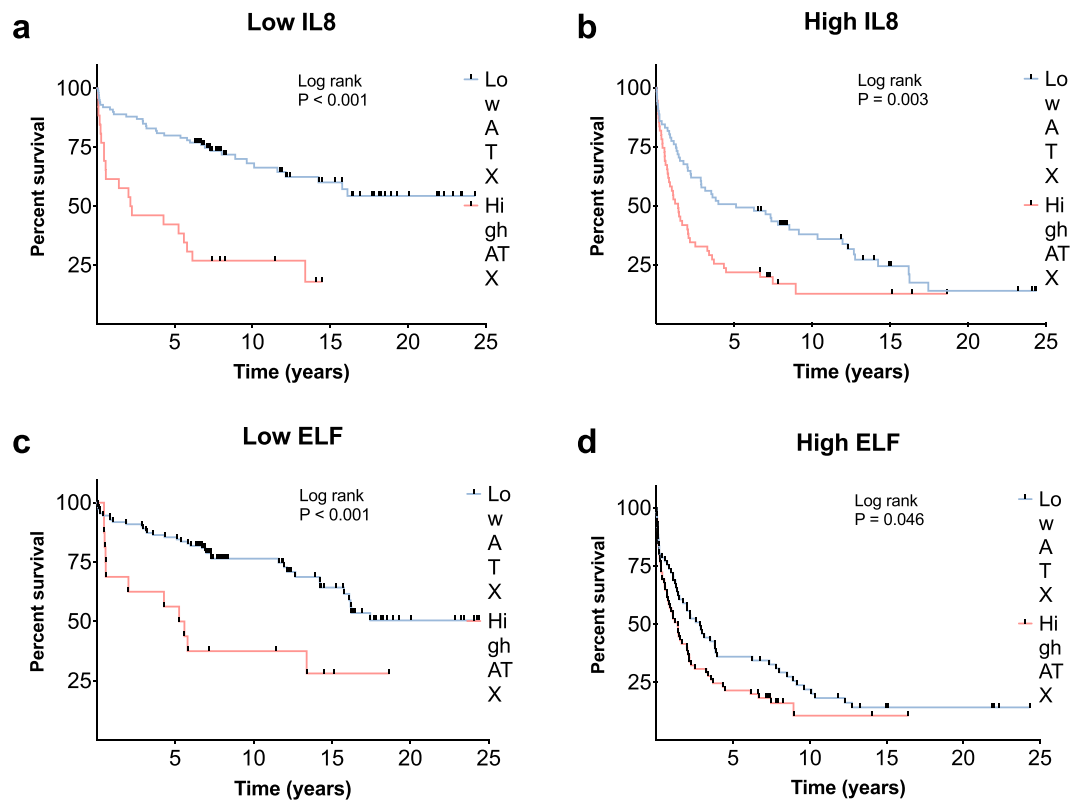 a
Low IL8
Log rank
P < 0.001
Lo
w
A
T
X
Hi
gh
AT
X
100
75
50
25
Percent survival
5 10 15 20 25
Time (years)
b
High IL8
Log rank
P = 0.003
Lo
w
A
T
X
Hi
gh
AT
X
100
75
50
25
Percent survival
5 10 15 20 25
Time (years)
c
Low ELF
Log rank
P < 0.001
Lo
w
A
T
X
Hi
gh
AT
X
100
75
50
25
Percent survival
5 10 15 20 25
Time (years)
d
High ELF
Log rank
P = 0.046
Lo
w
A
T
X
Hi
gh
AT
X
100
75
50
25
Percent survival
5 10 15 20 25
Time (years)